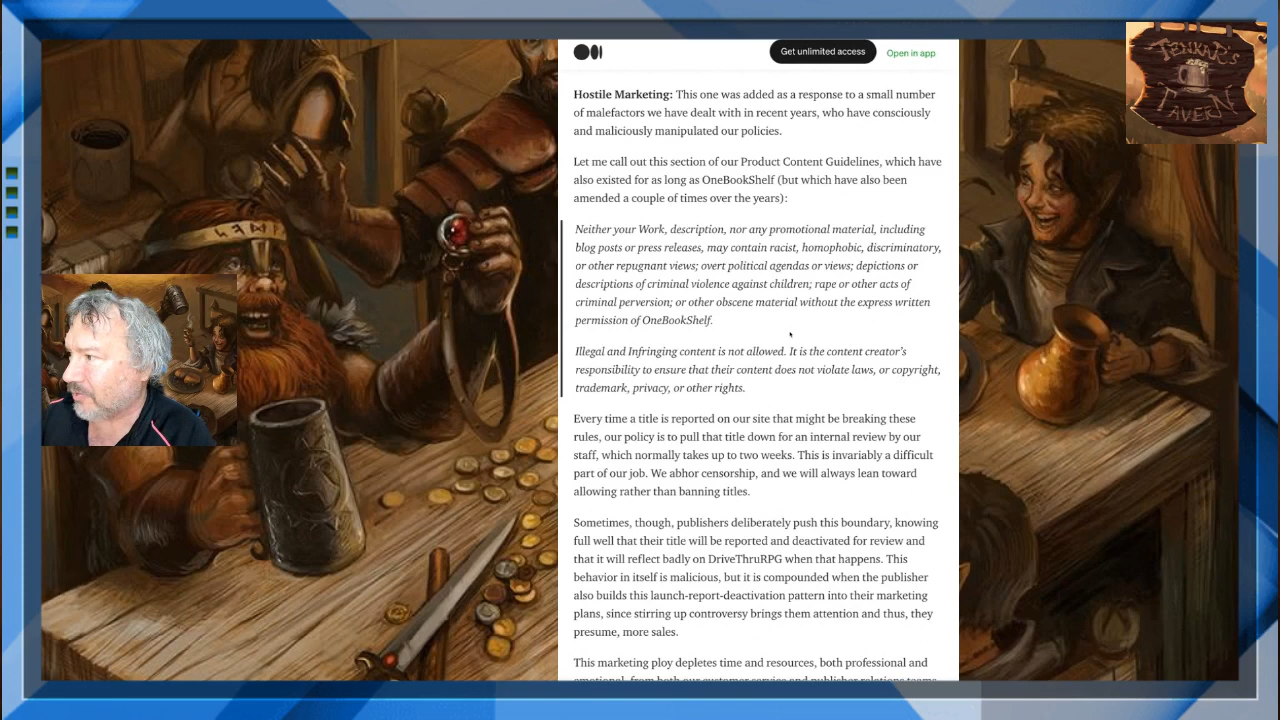 Get unlimited access
Open in app
TENKAR'S
TAVERN
Hostile Marketing: This one was added as a response to a small number
of malefactors we have dealt with in recent years, who have consciously
and maliciously manipulated our policies.
Let me call out this section of our Product Content Guidelines, which have
also existed for as long as OneBookShelf (but which have also been
amended a couple of times over the years):
Neither your Work, description, nor any promotional material, including
blog posts or press releases, may contain racist, homophobic, discriminatory,
or other repugnant views; overt political agendas or views; depictions or
descriptions of criminal violence against children; rape or other acts of
criminal perversion; or other obscene material without the express written
permission of OneBookShelf.
Illegal and Infringing content is not allowed. It is the content creator's
responsibility to ensure that their content does not violate laws, or copyright,
trademark, privacy, or other rights.
Every time a title is reported on our site that might be breaking these
rules, our policy is to pull that title down for an internal review by our
staff, which normally takes up to two weeks. This is invariably a difficult
part of our job. We abhor censorship, and we will always lean toward
allowing rather than banning titles.
Sometimes, though, publishers deliberately push this boundary, knowing
full well that their title will be reported and deactivated for review and
that it will reflect badly on DriveThruRPG when that happens. This
behavior in itself is malicious, but it is compounded when the publisher
also builds this launch-report-deactivation pattern into their marketing
plans, since stirring up controversy brings them attention and thus, they
presume, more sales.
This marketing ploy depletes time and resources, both professional and
emotional, from both our customer service and publisher relations teams